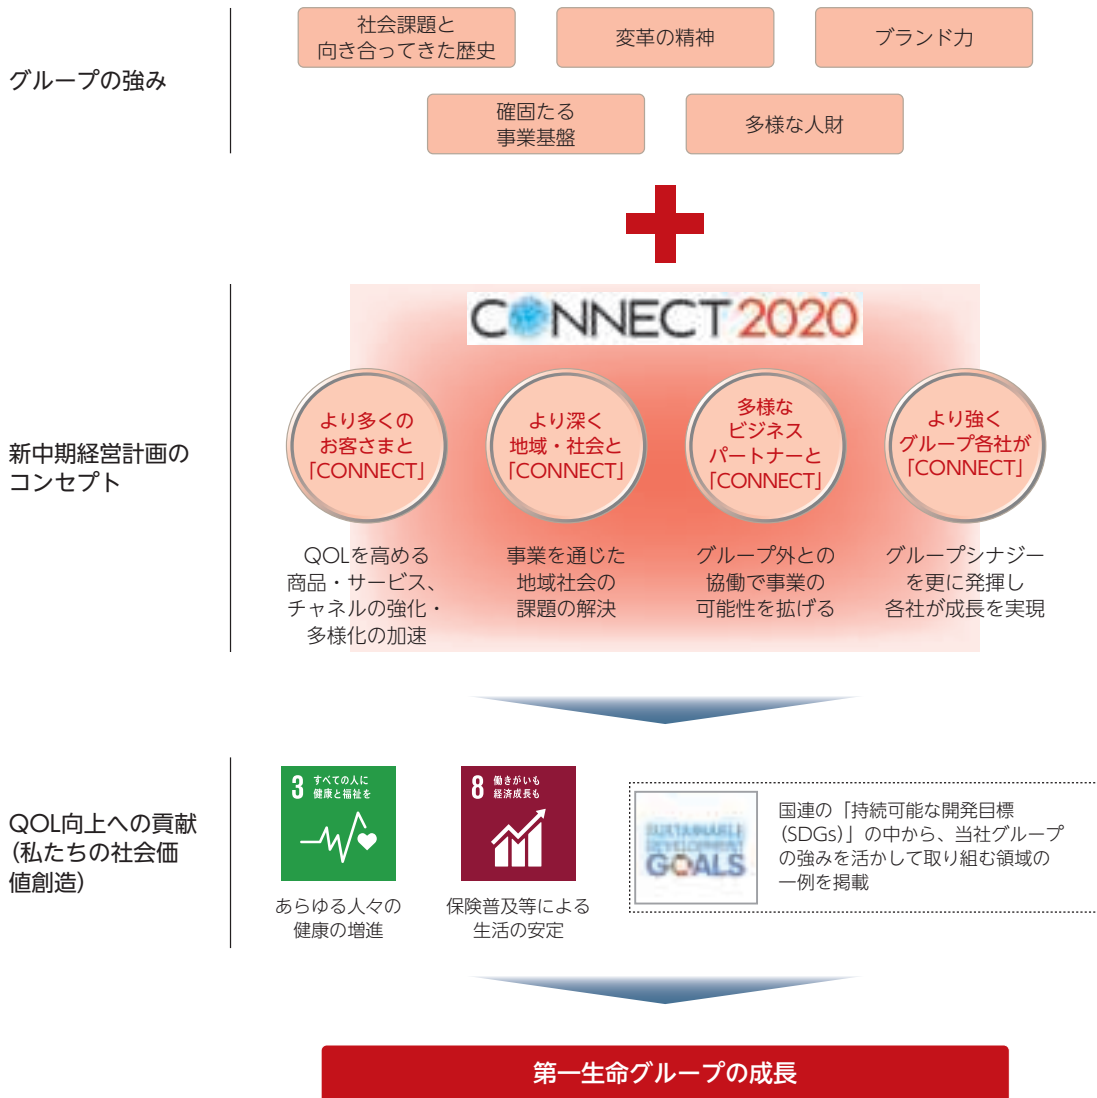 グループの強み
社会課題と
向き合ってきた歴史
変革の精神
ブランド力
確固たる
事業基盤
多様な人財
新中期経営計画の
コンセプト
CONNECT 2020
より多くの
お客さまと
「CONNECT」
より深く
地域・社会と
「CONNECT」
多様な
ビジネス
パートナーと
「CONNECT」
より強く
グループ各社が
「CONNECT」
QOLを高める
商品・サービス、
チャネルの強化・
多様化の加速
事業を通じた
地域社会の
課題の解決
グループ外との
協働で事業の
可能性を拡げる
グループシナジー
を更に発揮し
各社が成長を実現
QOL向上への貢献
(私たちの社会価
値創造)
3 すべての人に
健康と福祉を
あらゆる人々の
健康の増進
8 働きがいも
経済成長も
保険普及等による
生活の安定
SUSTAINABLE
DEVELOPMENT
GOALS
国連の「持続可能な開発目標
(SDGs)」の中から、当社グループ
の強みを活かして取り組む領域の
一例を掲載
第一生命グループの成長